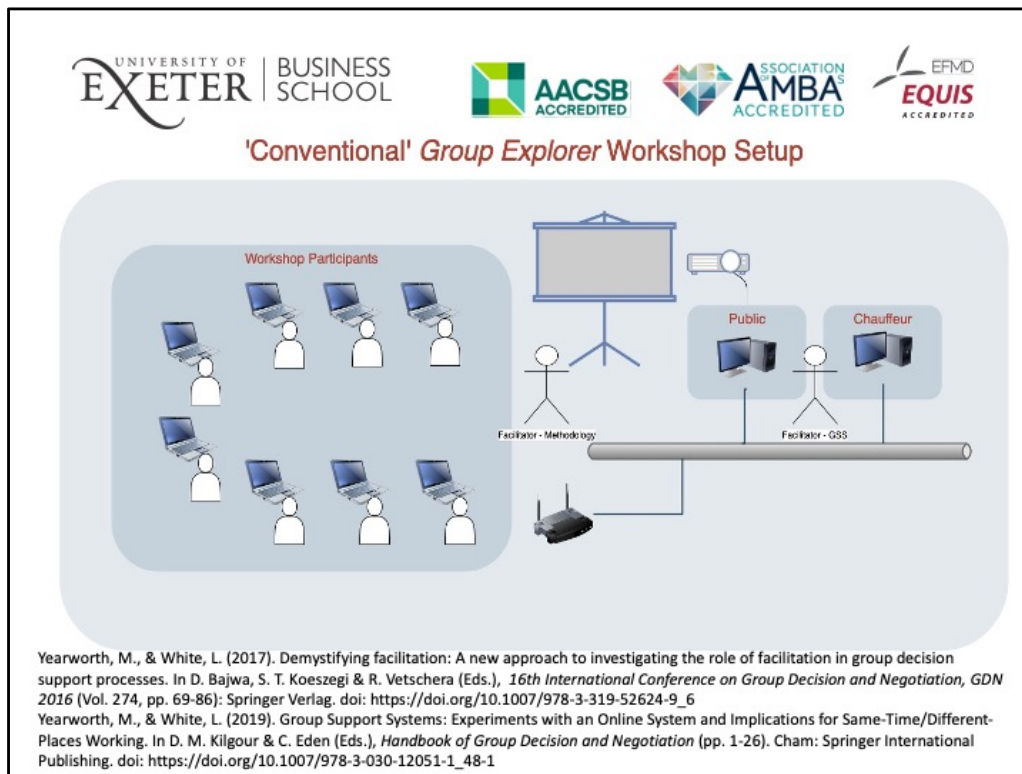 UNIVERSITY OF
EXETER
BUSINESS
SCHOOL
AACSB
ACCREDITED
ASSOCIATION
OF AMBAS
ACCREDITED
EFMD
EQUIS
ACCREDITED
'Conventional' Group Explorer Workshop Setup
Workshop Participants
Public
Chauffeur
Facilitator - Methodology
Facilitator - GSS
Yearworth, M., & White, L. (2017). Demystifying facilitation: A new approach to investigating the role of facilitation in group decision
support processes. In D. Bajwa, S. T. Koeszegi & R. Vetschera (Eds.), 16th International Conference on Group Decision and Negotiation, GDN
2016 (Vol. 274, pp. 69-86): Springer Verlag. doi: https://doi.org/10.1007/978-3-319-52624-9_6
Yearworth, M., & White, L. (2019). Group Support Systems: Experiments with an Online System and Implications for Same-Time/Different-
Places Working. In D. M. Kilgour & C. Eden (Eds.), Handbook of Group Decision and Negotiation (pp. 1-26). Cham: Springer International
Publishing. doi: https://doi.org/10.1007/978-3-030-12051-1_48-1